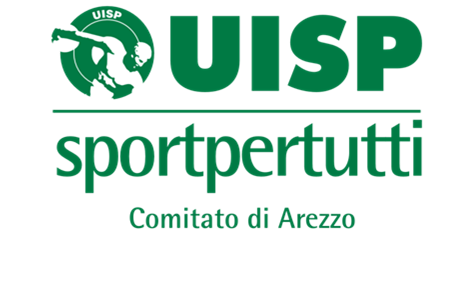 UISP
UISP
sportpertutti
Comitato di Arezzo